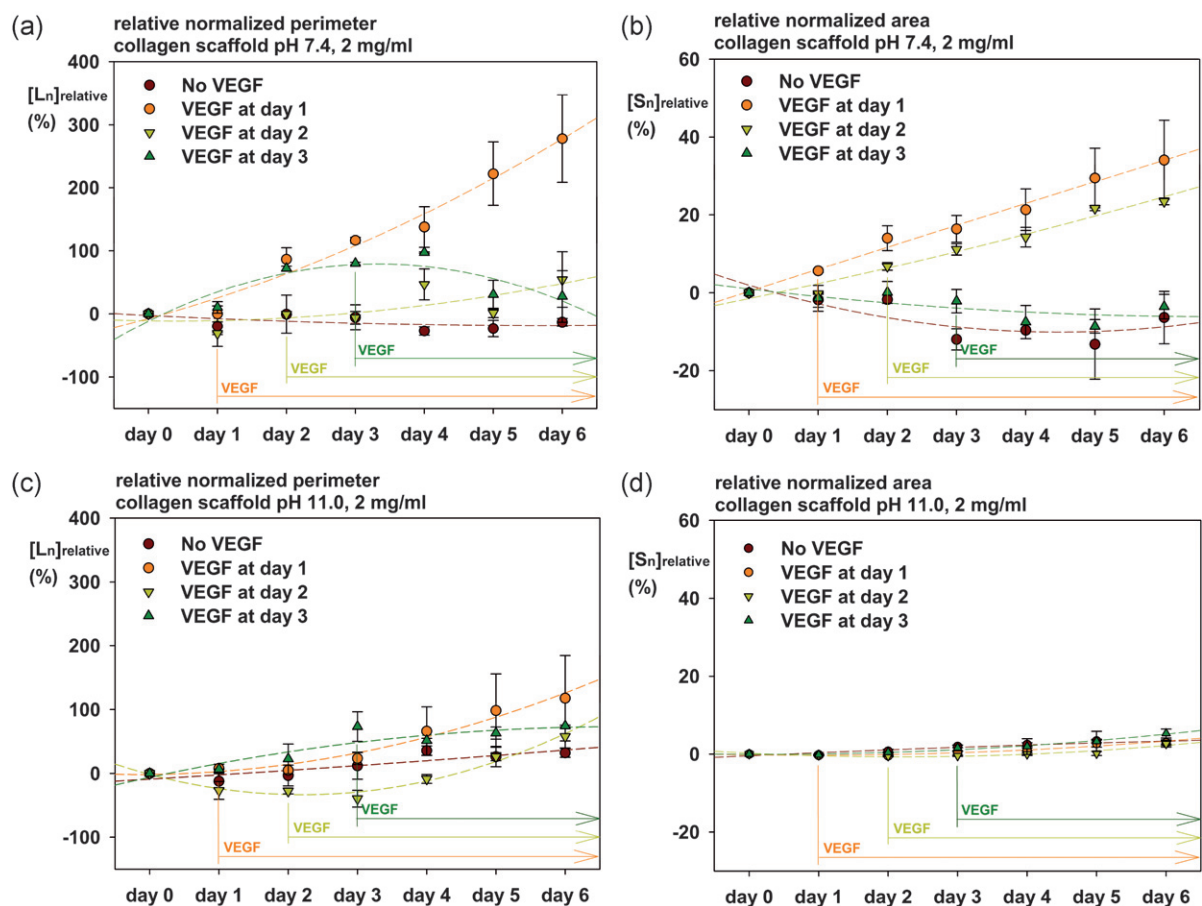 (a)
relative normalized perimeter
collagen scaffold pH 7.4, 2 mg/ml
400
300
200
100
0
-100
[Ln]relative
(%)
No VEGF
VEGF at day 1
VEGF at day 2
VEGF at day 3
VEGF
VEGF
VEGF
day 0 day 1 day 2 day 3 day 4 day 5 day 6
(b)
relative normalized area
collagen scaffold pH 7.4, 2 mg/ml
60
40
20
0
-20
[Sn]relative
(%)
No VEGF
VEGF at day 1
VEGF at day 2
VEGF at day 3
VEGF
VEGF
VEGF
day 0 day 1 day 2 day 3 day 4 day 5 day 6
(c)
relative normalized perimeter
collagen scaffold pH 11.0, 2 mg/ml
400
300
200
100
0
-100
[Ln]relative
(%)
No VEGF
VEGF at day 1
VEGF at day 2
VEGF at day 3
VEGF
VEGF
VEGF
day 0 day 1 day 2 day 3 day 4 day 5 day 6
(d)
relative normalized area
collagen scaffold pH 11.0, 2 mg/ml
60
40
20
0
-20
[Sn]relative
(%)
No VEGF
VEGF at day 1
VEGF at day 2
VEGF at day 3
VEGF
VEGF
VEGF
day 0 day 1 day 2 day 3 day 4 day 5 day 6